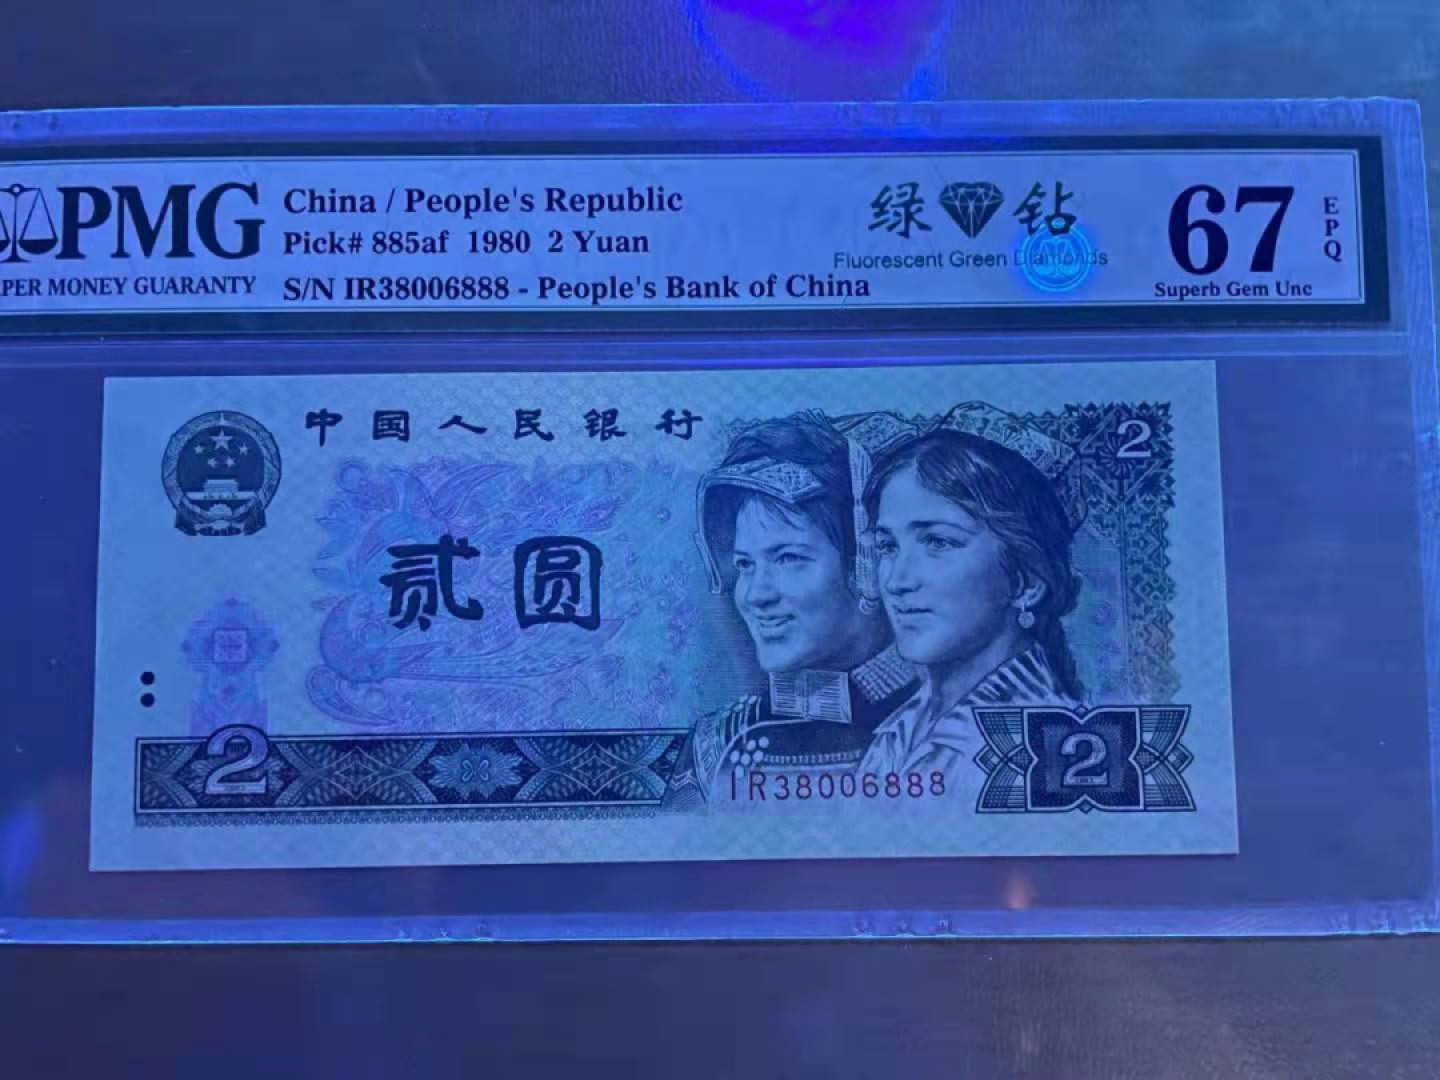 PMG
PER MONEY GUARANTY
China / People's Republic
Pick# 885af 1980 2 Yuan
S/N IR38006888 - People's Bank of China
绿 钻
Fluorescent Green Diamonds
67
EPQ
Superb Gem Unc
中国人民银行
2
贰圆
2
IR38006888
2